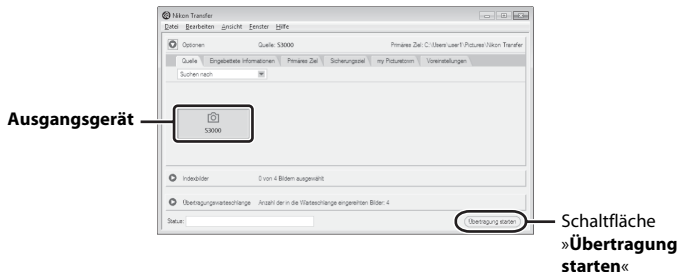 Nikon Transfer
Datei Bearbeiten Ansicht Fenster Hilfe
Optionen Quelle: S3000 Primäres Ziel: C:\Users\user1\Pictures\Nikon Transfer
Quelle Eingebettete Informationen Primäres Ziel Sicherungsziel my Picturetown Voreinstellungen
Suchen nach
Ausgangsgerät
S3000
Indexbilder 0 von 4 Bildern ausgewählt
Übertragungswarteschlange Anzahl der in die Warteschlange eingereihten Bilder: 4
Status: Übertragung starten
Schaltfläche
»Übertragung
starten«